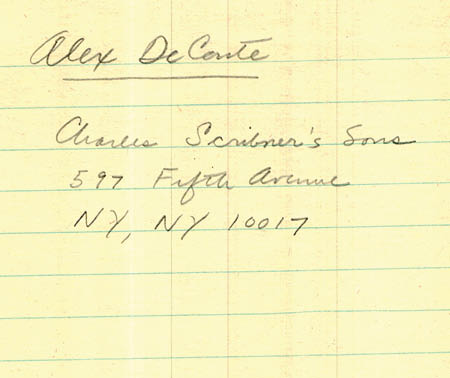 Alex DeConte
Charles Scribner's Sons
597 Fifth Avenue
NY, NY 10017